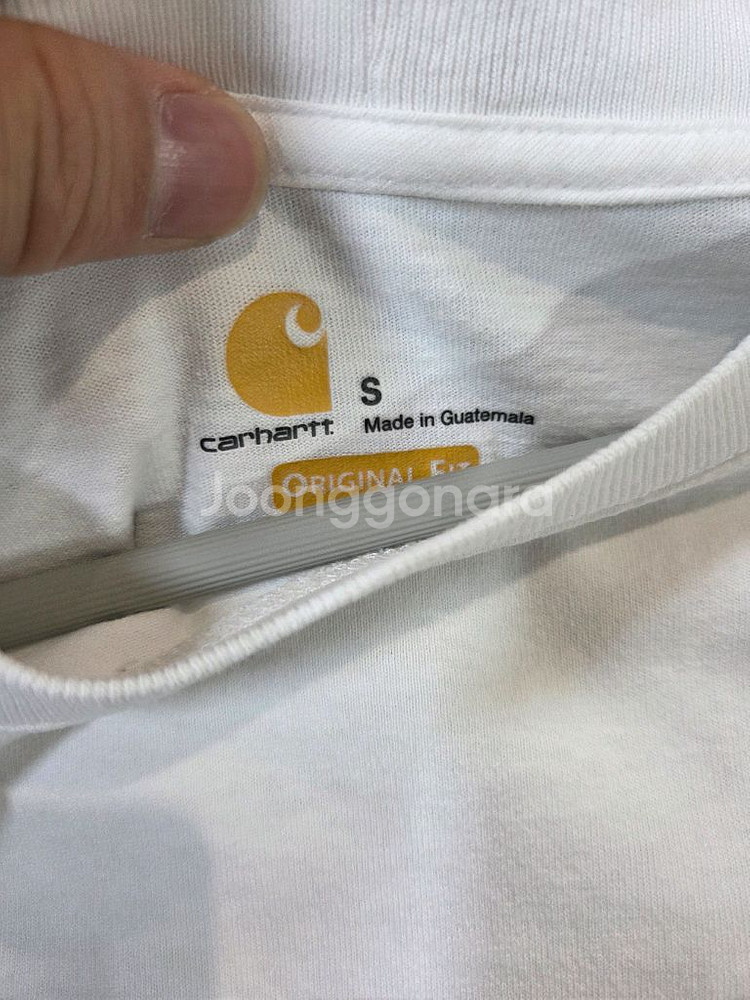 S
carhartt
Made in Guatemala
ORIGINAL FIT
Joonggonara